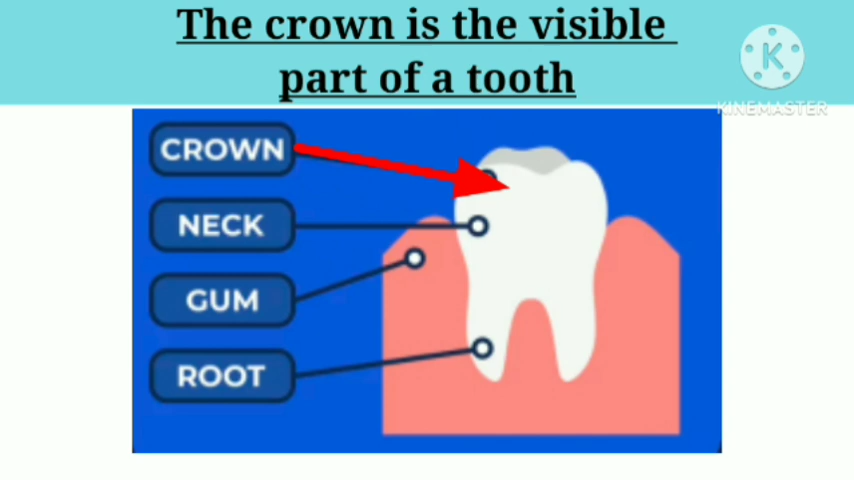 The crown is the visible
part of a tooth
K
KINEMASTER
CROWN
NECK
GUM
ROOT